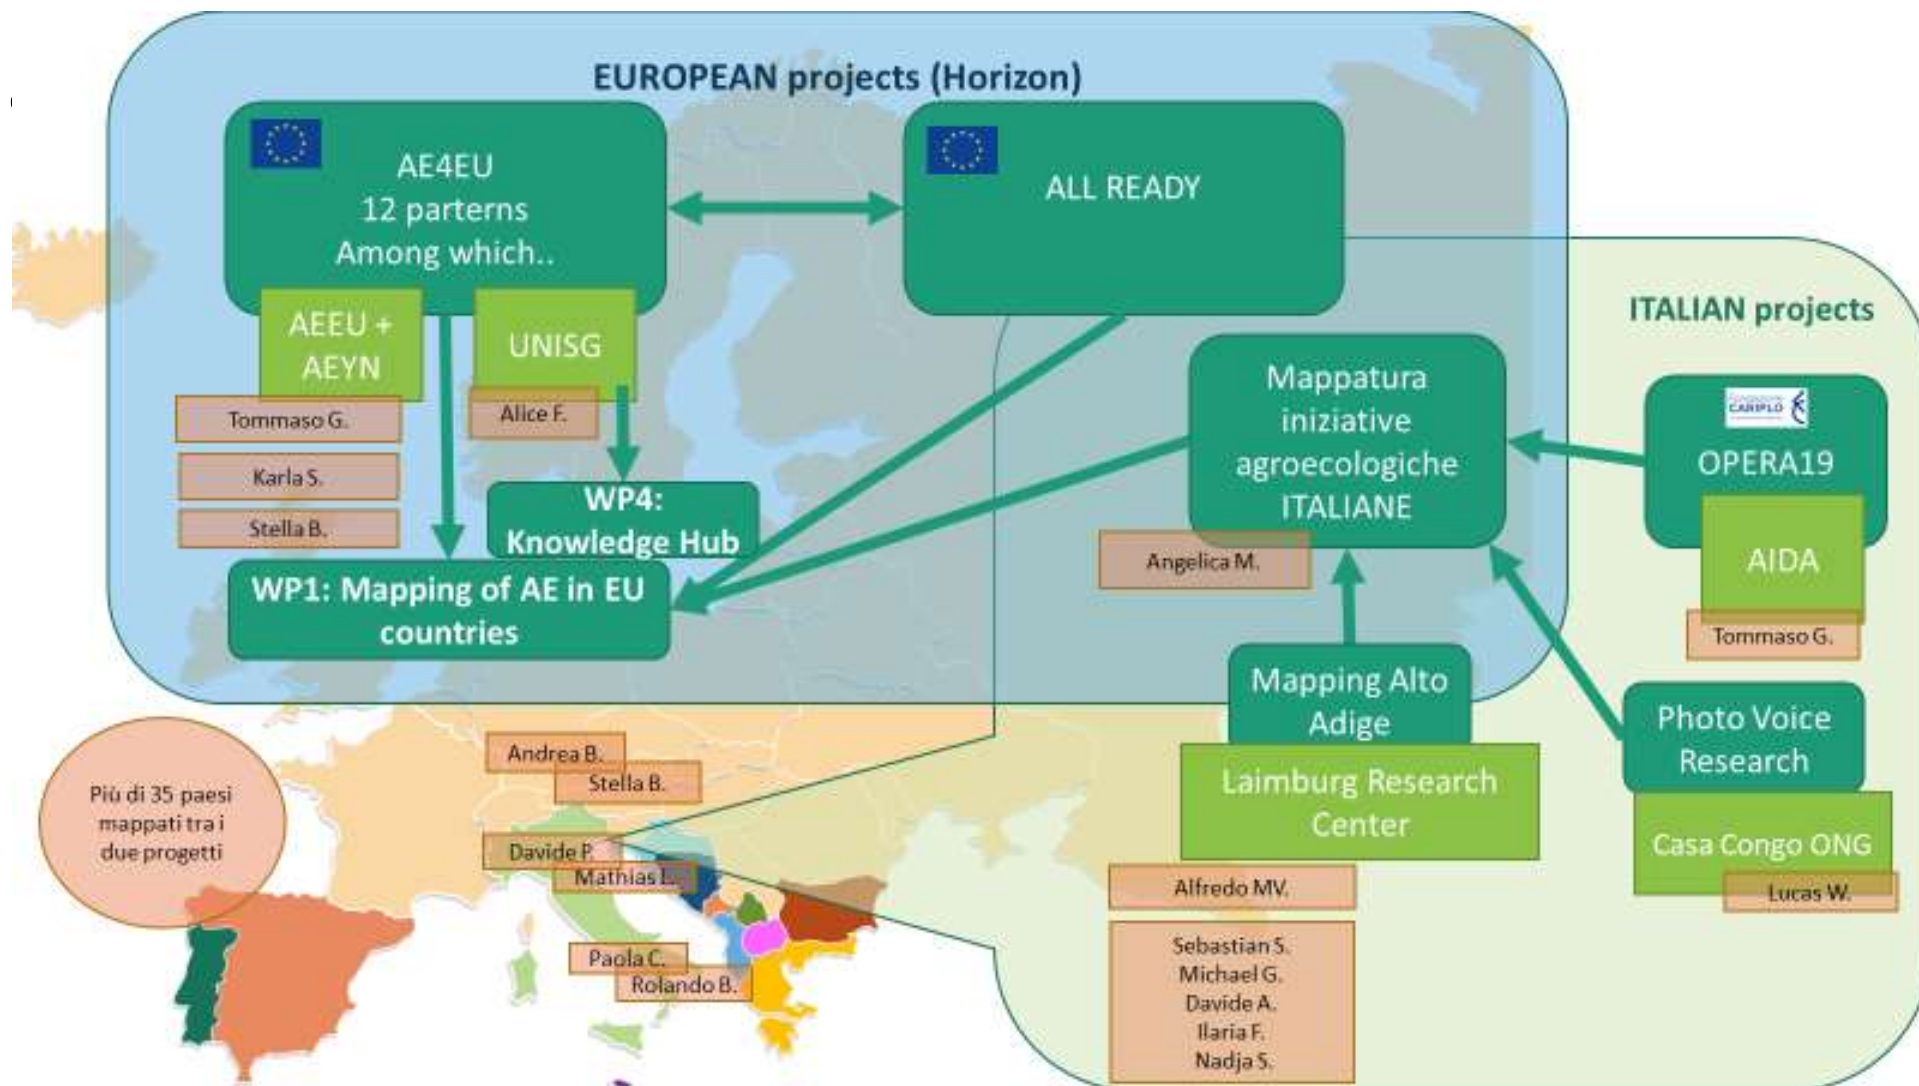 EUROPEAN projects (Horizon)
AE4EU
12 parterns
Among which..
ALL READY
AEEU +
AEYN
UNISG
Tommaso G.
Karla S.
Stella B.
Alice F.
WP4:
Knowledge Hub
WP1: Mapping of AE in EU
countries
ITALIAN projects
Mappatura
iniziative
agroecologiche
ITALIANE
Angelica M.
CARIPLO
OPERA19
AIDA
Tommaso G.
Mapping Alto
Adige
Laimburg Research
Center
Alfredo MV.
Sebastian S.
Michael G.
Davide A.
Ilaria F.
Nadja S.
Photo Voice
Research
Casa Congo ONG
Lucas W.
Più di 35 paesi
mappati tra i
due progetti
Andrea B.
Stella B.
Davide P.
Mathias L.
Paola C.
Rolando B.